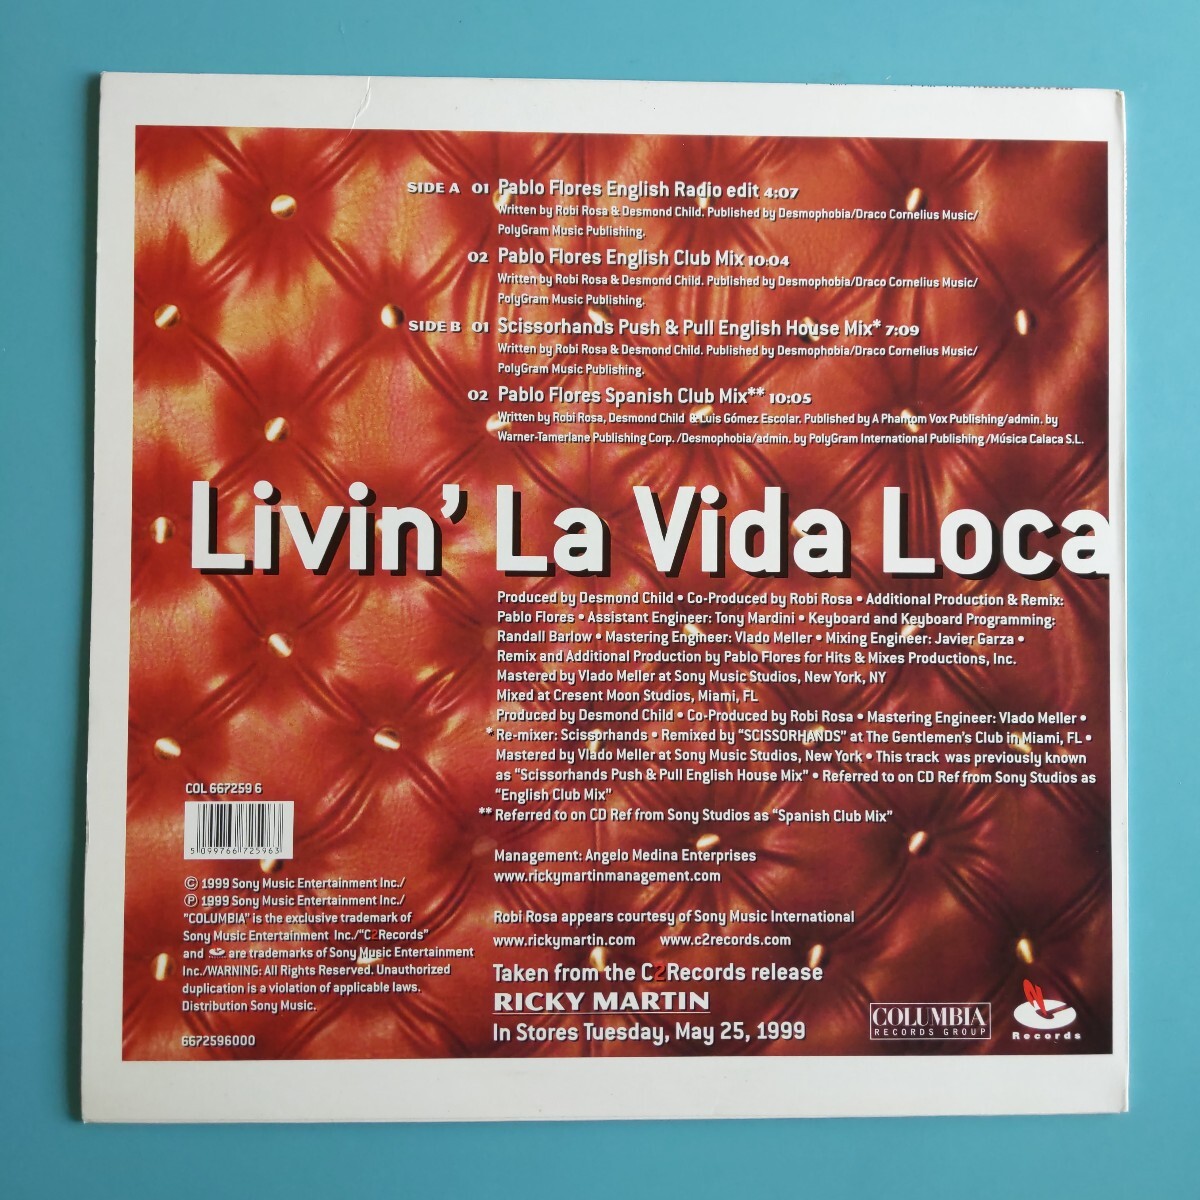 SIDE A 01 Pablo Flores English Radio edit 4:07
Written by Robi Rosa & Desmond Child. Published by Desmophobia/Draco Cornelius Music/
PolyGram Music Publishing.
02 Pablo Flores English Club Mix 10:04
Written by Robi Rosa & Desmond Child. Published by Desmophobia/Draco Cornelius Music/
PolyGram Music Publishing.
SIDE B 01 Scissorhands Push & Pull English House Mix* 7:09
Written by Robi Rosa & Desmond Child. Published by Desmophobia/Draco Cornelius Music/
PolyGram Music Publishing.
02 Pablo Flores Spanish Club Mix** 10:05
Written by Robi Rosa, Desmond Child & Luis Gómez Escolar. Published by A Phantom Vox Publishing/admin. by
Warner-Tamerlane Publishing Corp. /Desmophobia/admin. by PolyGram International Publishing /Música Calaca S.L.
Livin' La Vida Loca
Produced by Desmond Child • Co-Produced by Robi Rosa • Additional Production & Remix:
Pablo Flores • Assistant Engineer: Tony Mardini • Keyboard and Keyboard Programming:
Randall Barlow • Mastering Engineer: Vlado Meller • Mixing Engineer: Javier Garza •
Remix and Additional Production by Pablo Flores for Hits & Mixes Productions, Inc.
Mastered by Vlado Meller at Sony Music Studios, New York, NY
Mixed at Cresent Moon Studios, Miami, FL
Produced by Desmond Child • Co-Produced by Robi Rosa • Mastering Engineer: Vlado Meller •
* Re-mixer: Scissorhands • Remixed by "SCISSORHANDS" at The Gentlemen's Club in Miami, FL •
Mastered by Vlado Meller at Sony Music Studios, New York • This track was previously known
as "Scissorhands Push & Pull English House Mix" • Referred to on CD Ref from Sony Studios as
"English Club Mix"
** Referred to on CD Ref from Sony Studios as "Spanish Club Mix"
Management: Angelo Medina Enterprises
www.rickymartinmanagement.com
Robi Rosa appears courtesy of Sony Music International
www.rickymartin.com www.c2records.com
Taken from the C2Records release
RICKY MARTIN
In Stores Tuesday, May 25, 1999
COL 667259 6
5 099766 725963
© 1999 Sony Music Entertainment Inc./
℗ 1999 Sony Music Entertainment Inc./
"COLUMBIA" is the exclusive trademark of
Sony Music Entertainment Inc./"C2Records"
and are trademarks of Sony Music Entertainment
Inc./WARNING: All Rights Reserved. Unauthorized
duplication is a violation of applicable laws.
Distribution Sony Music.
6672596000
COLUMBIA
RECORDS GROUP
Records